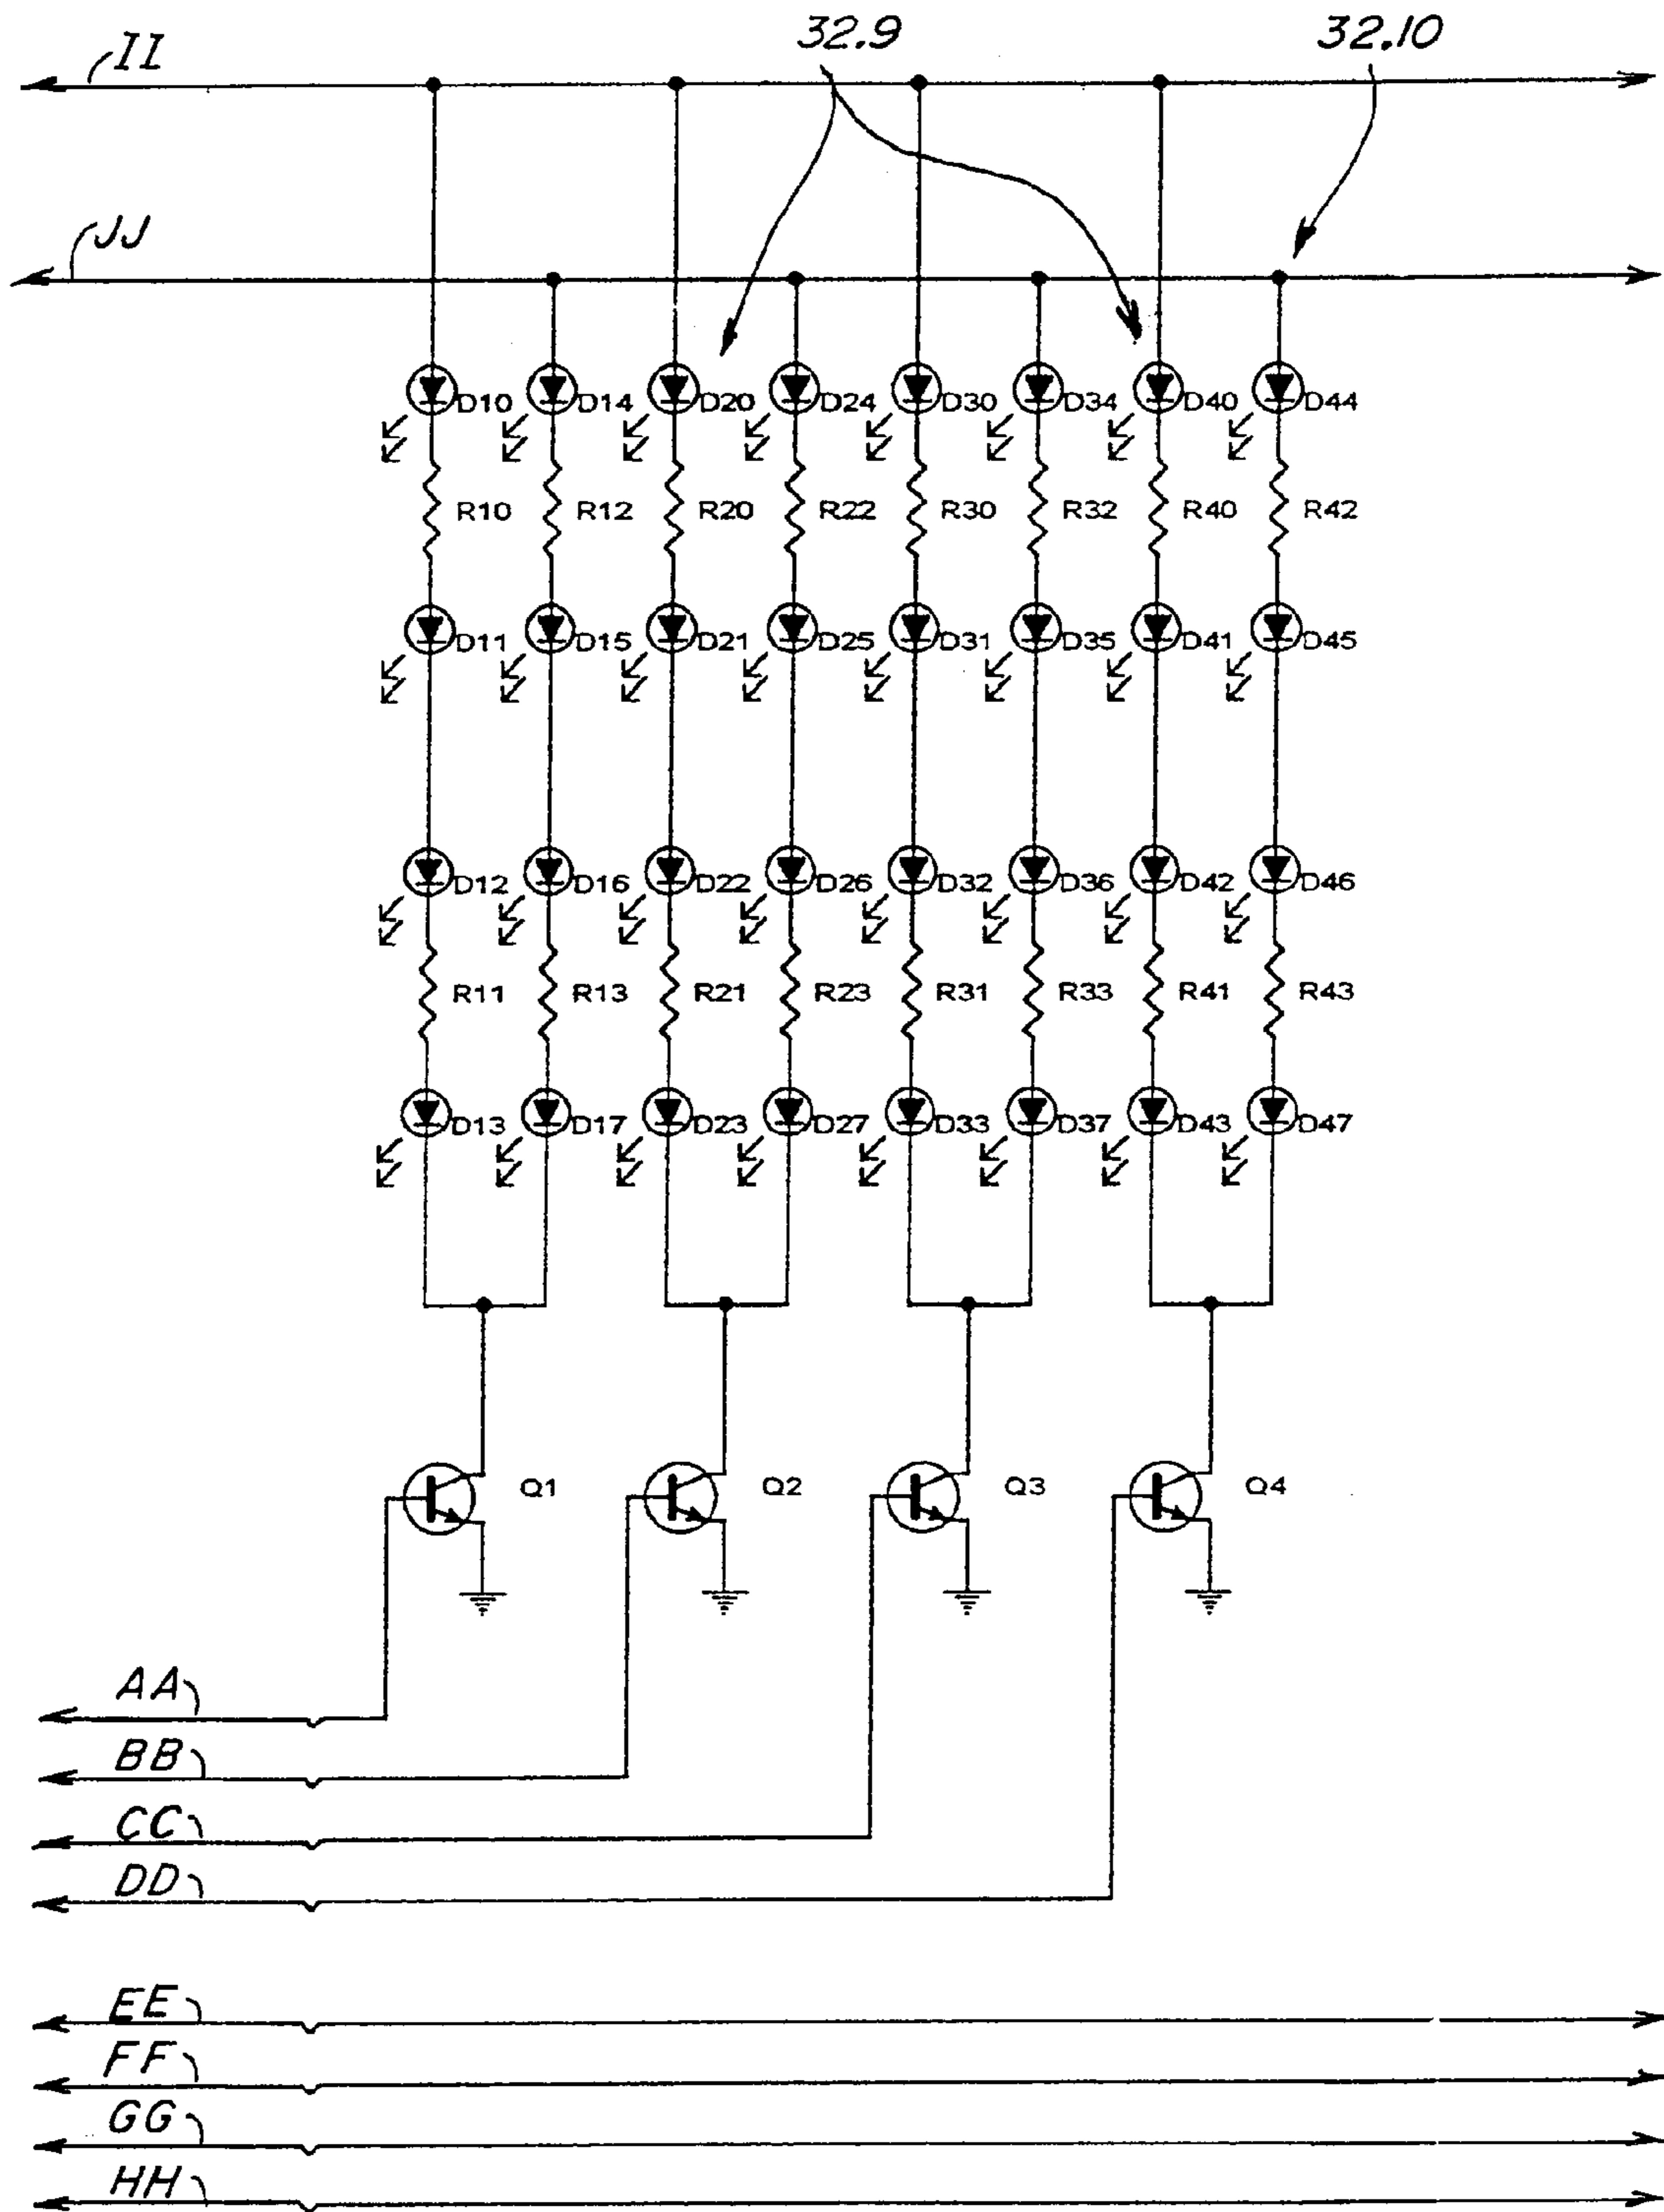 32.9 32.10
II
JJ
D10 D14 D20 D24 D30 D34 D40 D44
R10 R12 R20 R22 R30 R32 R40 R42
D11 D15 D21 D25 D31 D35 D41 D45
D12 D16 D22 D26 D32 D36 D42 D46
R11 R13 R21 R23 R31 R33 R41 R43
D13 D17 D23 D27 D33 D37 D43 D47
Q1 Q2 Q3 Q4
AA
BB
CC
DD
EE
FF
GG
HH